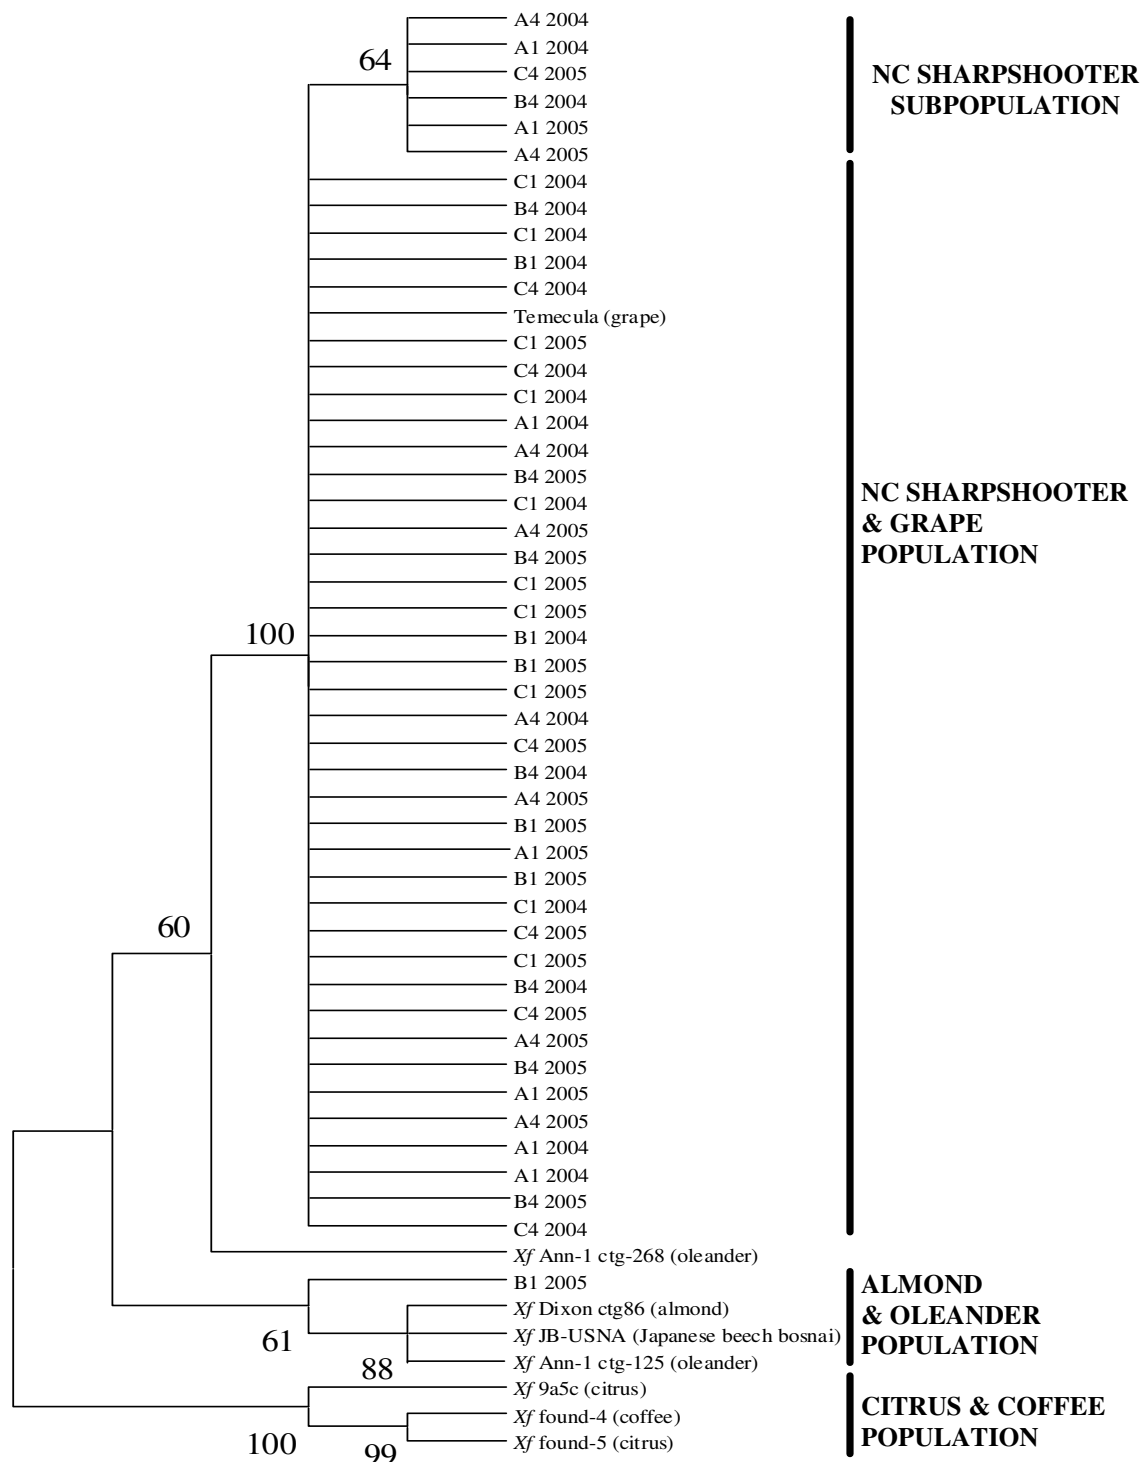 A4 2004
64
A1 2004
C4 2005
B4 2004
A1 2005
A4 2005
NC SHARPSHOOTER
SUBPOPULATION
C1 2004
B4 2004
C1 2004
B1 2004
C4 2004
Temecula (grape)
C1 2005
C4 2004
C1 2004
A1 2004
A4 2004
B4 2005
C1 2004
A4 2005
B4 2005
C1 2005
C1 2005
B1 2004
100
B1 2005
C1 2005
A4 2004
C4 2005
B4 2004
A4 2005
B1 2005
A1 2005
B1 2005
C1 2004
60
C4 2005
C1 2005
B4 2004
C4 2005
A4 2005
B4 2005
A1 2005
A4 2005
A1 2004
A1 2004
B4 2005
C4 2004
NC SHARPSHOOTER
& GRAPE
POPULATION
Xf Ann-1 ctg-268 (oleander)
B1 2005
Xf Dixon ctg86 (almond)
61
Xf JB-USNA (Japanese beech bosnai)
Xf Ann-1 ctg-125 (oleander)
88
ALMOND
& OLEANDER
POPULATION
Xf 9a5c (citrus)
Xf found-4 (coffee)
100
Xf found-5 (citrus)
99
CITRUS & COFFEE
POPULATION